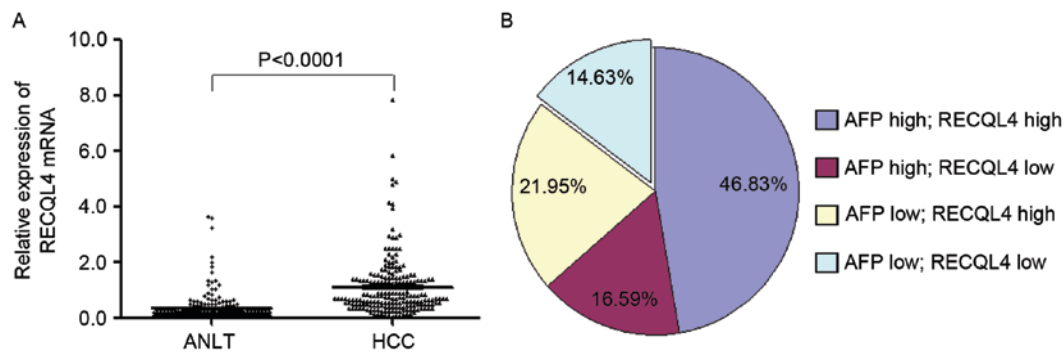 A
Relative expression of
RECQL4 mRNA
10.0
8.0
6.0
4.0
2.0
0.0
P<0.0001
ANLT
HCC
B
14.63%
46.83%
21.95%
16.59%
AFP high; RECQL4 high
AFP high; RECQL4 low
AFP low; RECQL4 high
AFP low; RECQL4 low